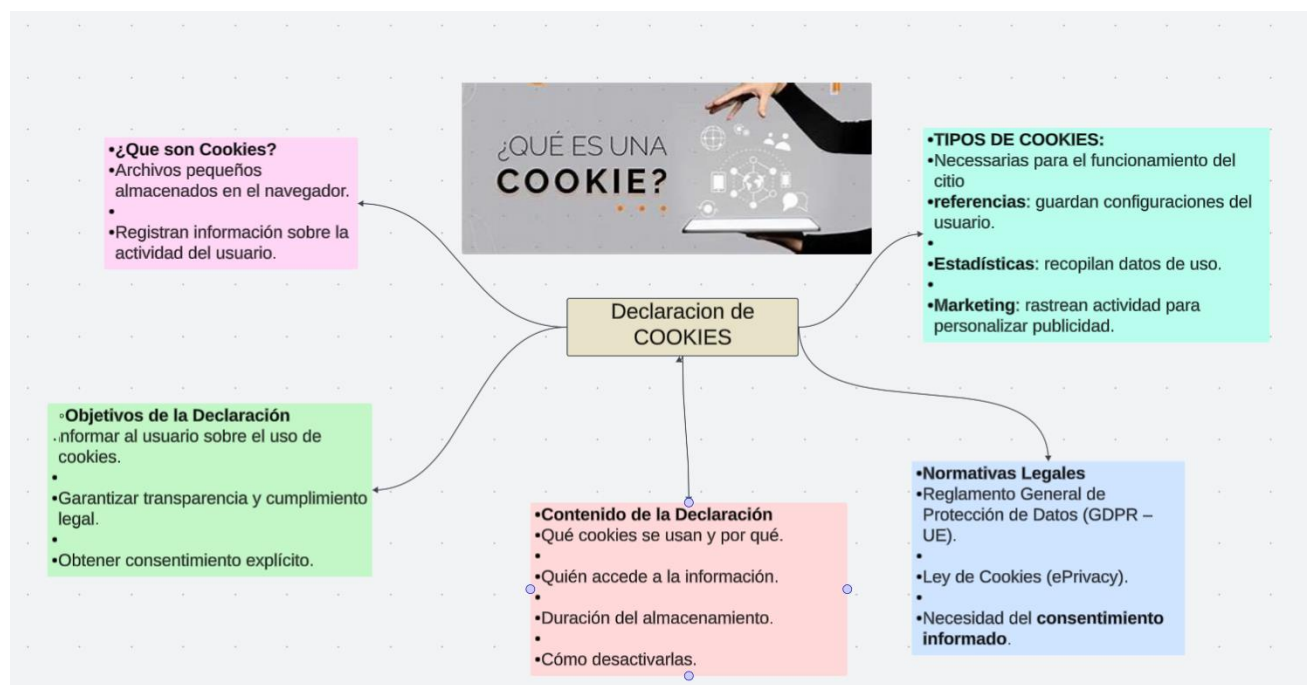 ¿QUÉ ES UNA
COOKIE?
•¿Que son Cookies?
•Archivos pequeños
almacenados en el navegador.
•
•Registran información sobre la
actividad del usuario.
•TIPOS DE COOKIES:
•Necessarias para el funcionamiento del
citio
•referencias: guardan configuraciones del
usuario.
•
•Estadísticas: recopilan datos de uso.
•
•Marketing: rastrean actividad para
personalizar publicidad.
Declaracion de
COOKIES
◦Objetivos de la Declaración
.nformar al usuario sobre el uso de
cookies.
•
•Garantizar transparencia y cumplimiento
legal.
•
•Obtener consentimiento explícito.
•Contenido de la Declaración
•Qué cookies se usan y por qué.
•
•Quién accede a la información.
•
•Duración del almacenamiento.
•
•Cómo desactivarlas.
•Normativas Legales
•Reglamento General de
Protección de Datos (GDPR –
UE).
•
•Ley de Cookies (ePrivacy).
•
•Necesidad del consentimiento
informado.